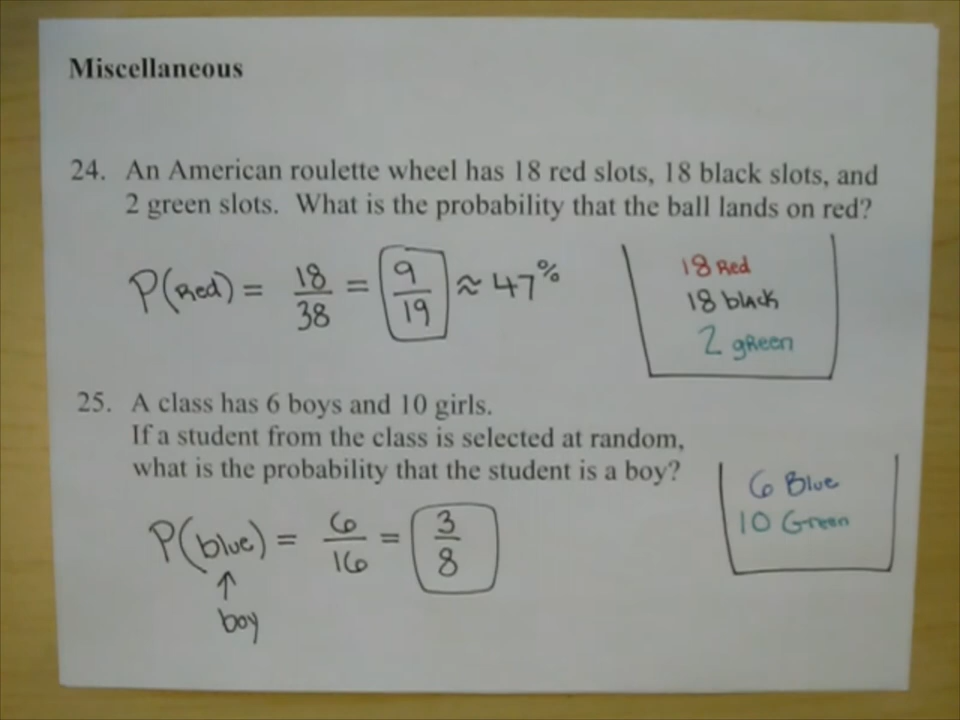 Miscellaneous
24. An American roulette wheel has 18 red slots, 18 black slots, and
2 green slots. What is the probability that the ball lands on red?
P(Red) = 18/38 = 9/19 ≈ 47%
18 Red
18 black
2 green
25. A class has 6 boys and 10 girls.
If a student from the class is selected at random,
what is the probability that the student is a boy?
6 Blue
10 Green
P(blue) = 6/16 = 3/8
↑
boy